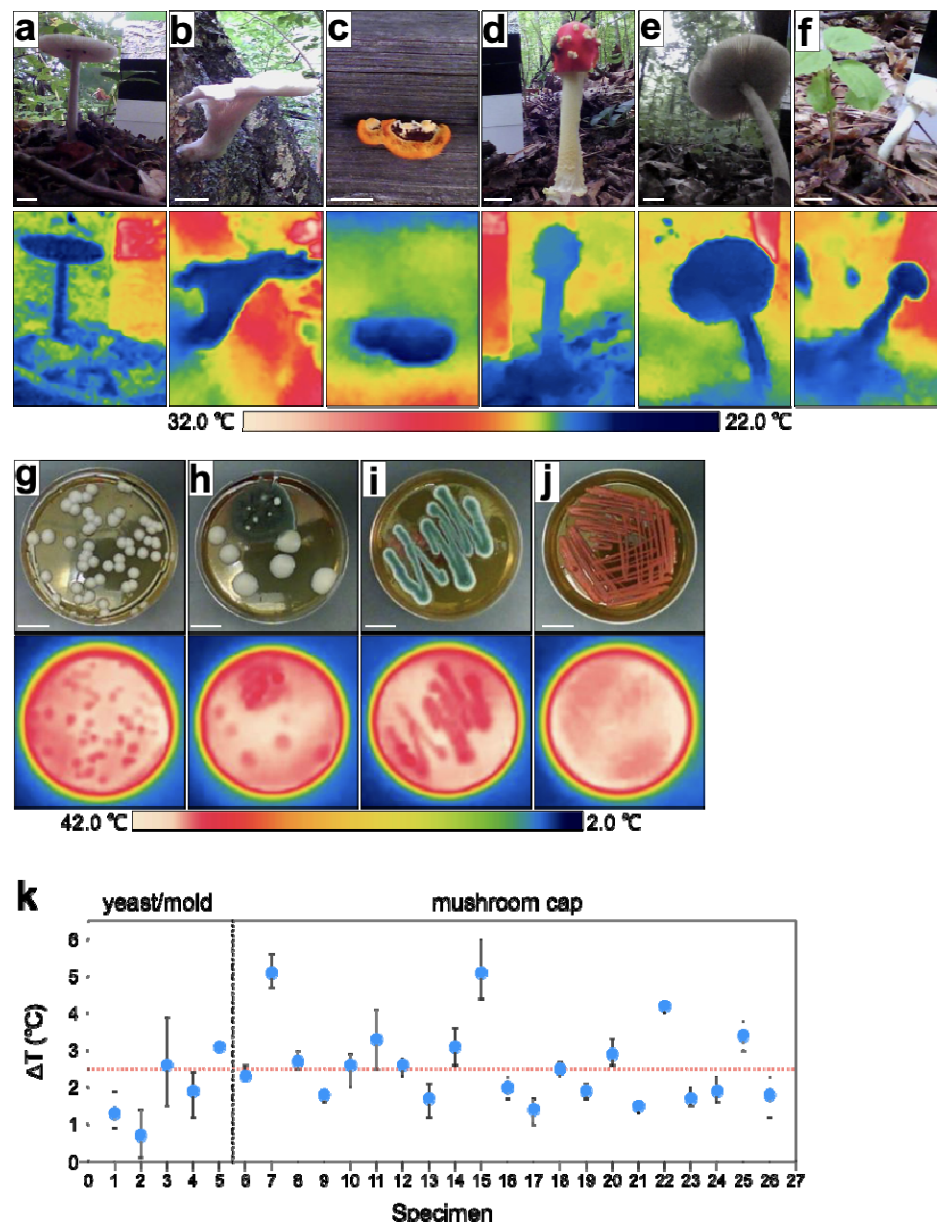 a b c d e f
32.0 ℃ 22.0 ℃
g h i j
42.0 ℃ 2.0 ℃
k yeast/mold mushroom cap
6
5
4
3
2
1
0
ΔT (℃)
0 1 2 3 4 5 6 7 8 9 10 11 12 13 14 15 16 17 18 19 20 21 22 23 24 25 26 27
Specimen